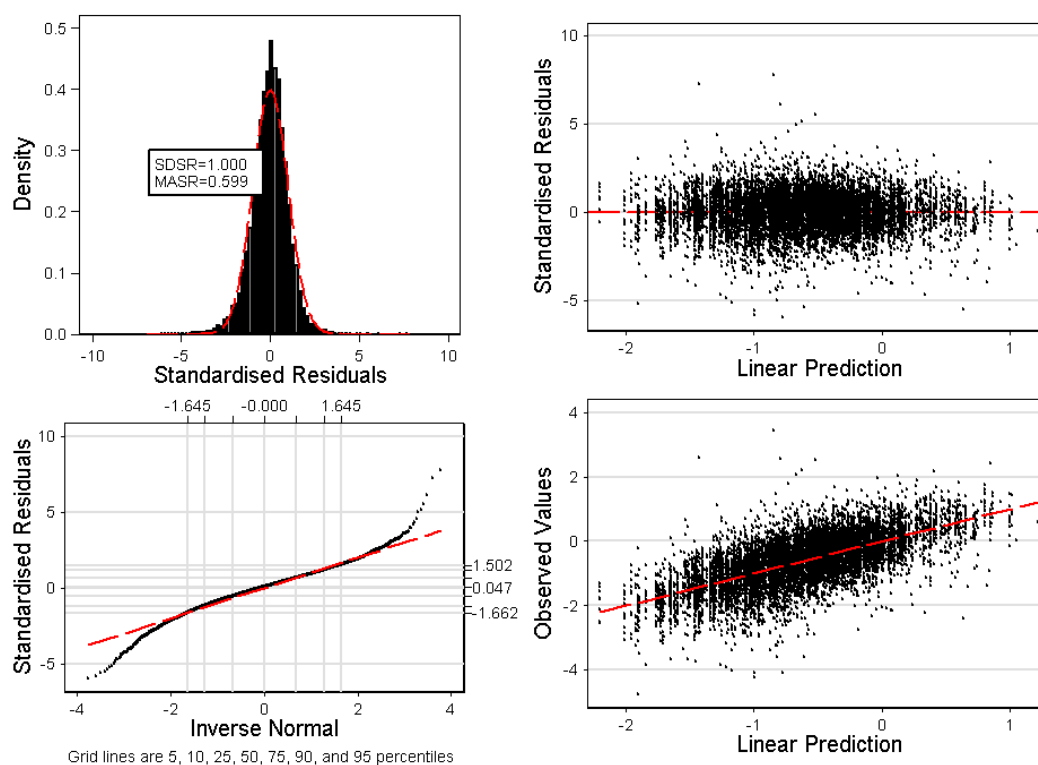 0.5
0.4
0.3
0.2
0.1
0.0
Density
SDSR=1.000
MASR=0.599
-10 -5 0 5 10
Standardised Residuals
10
5
0
-5
Standardised Residuals
-2 -1 0 1
Linear Prediction
-1.645 -0.000 1.645
10
5
0
-5
Standardised Residuals
1.502
0.047
-1.662
-4 -2 0 2 4
Inverse Normal
Grid lines are 5, 10, 25, 50, 75, 90, and 95 percentiles
4
2
0
-2
-4
Observed Values
-2 -1 0 1
Linear Prediction